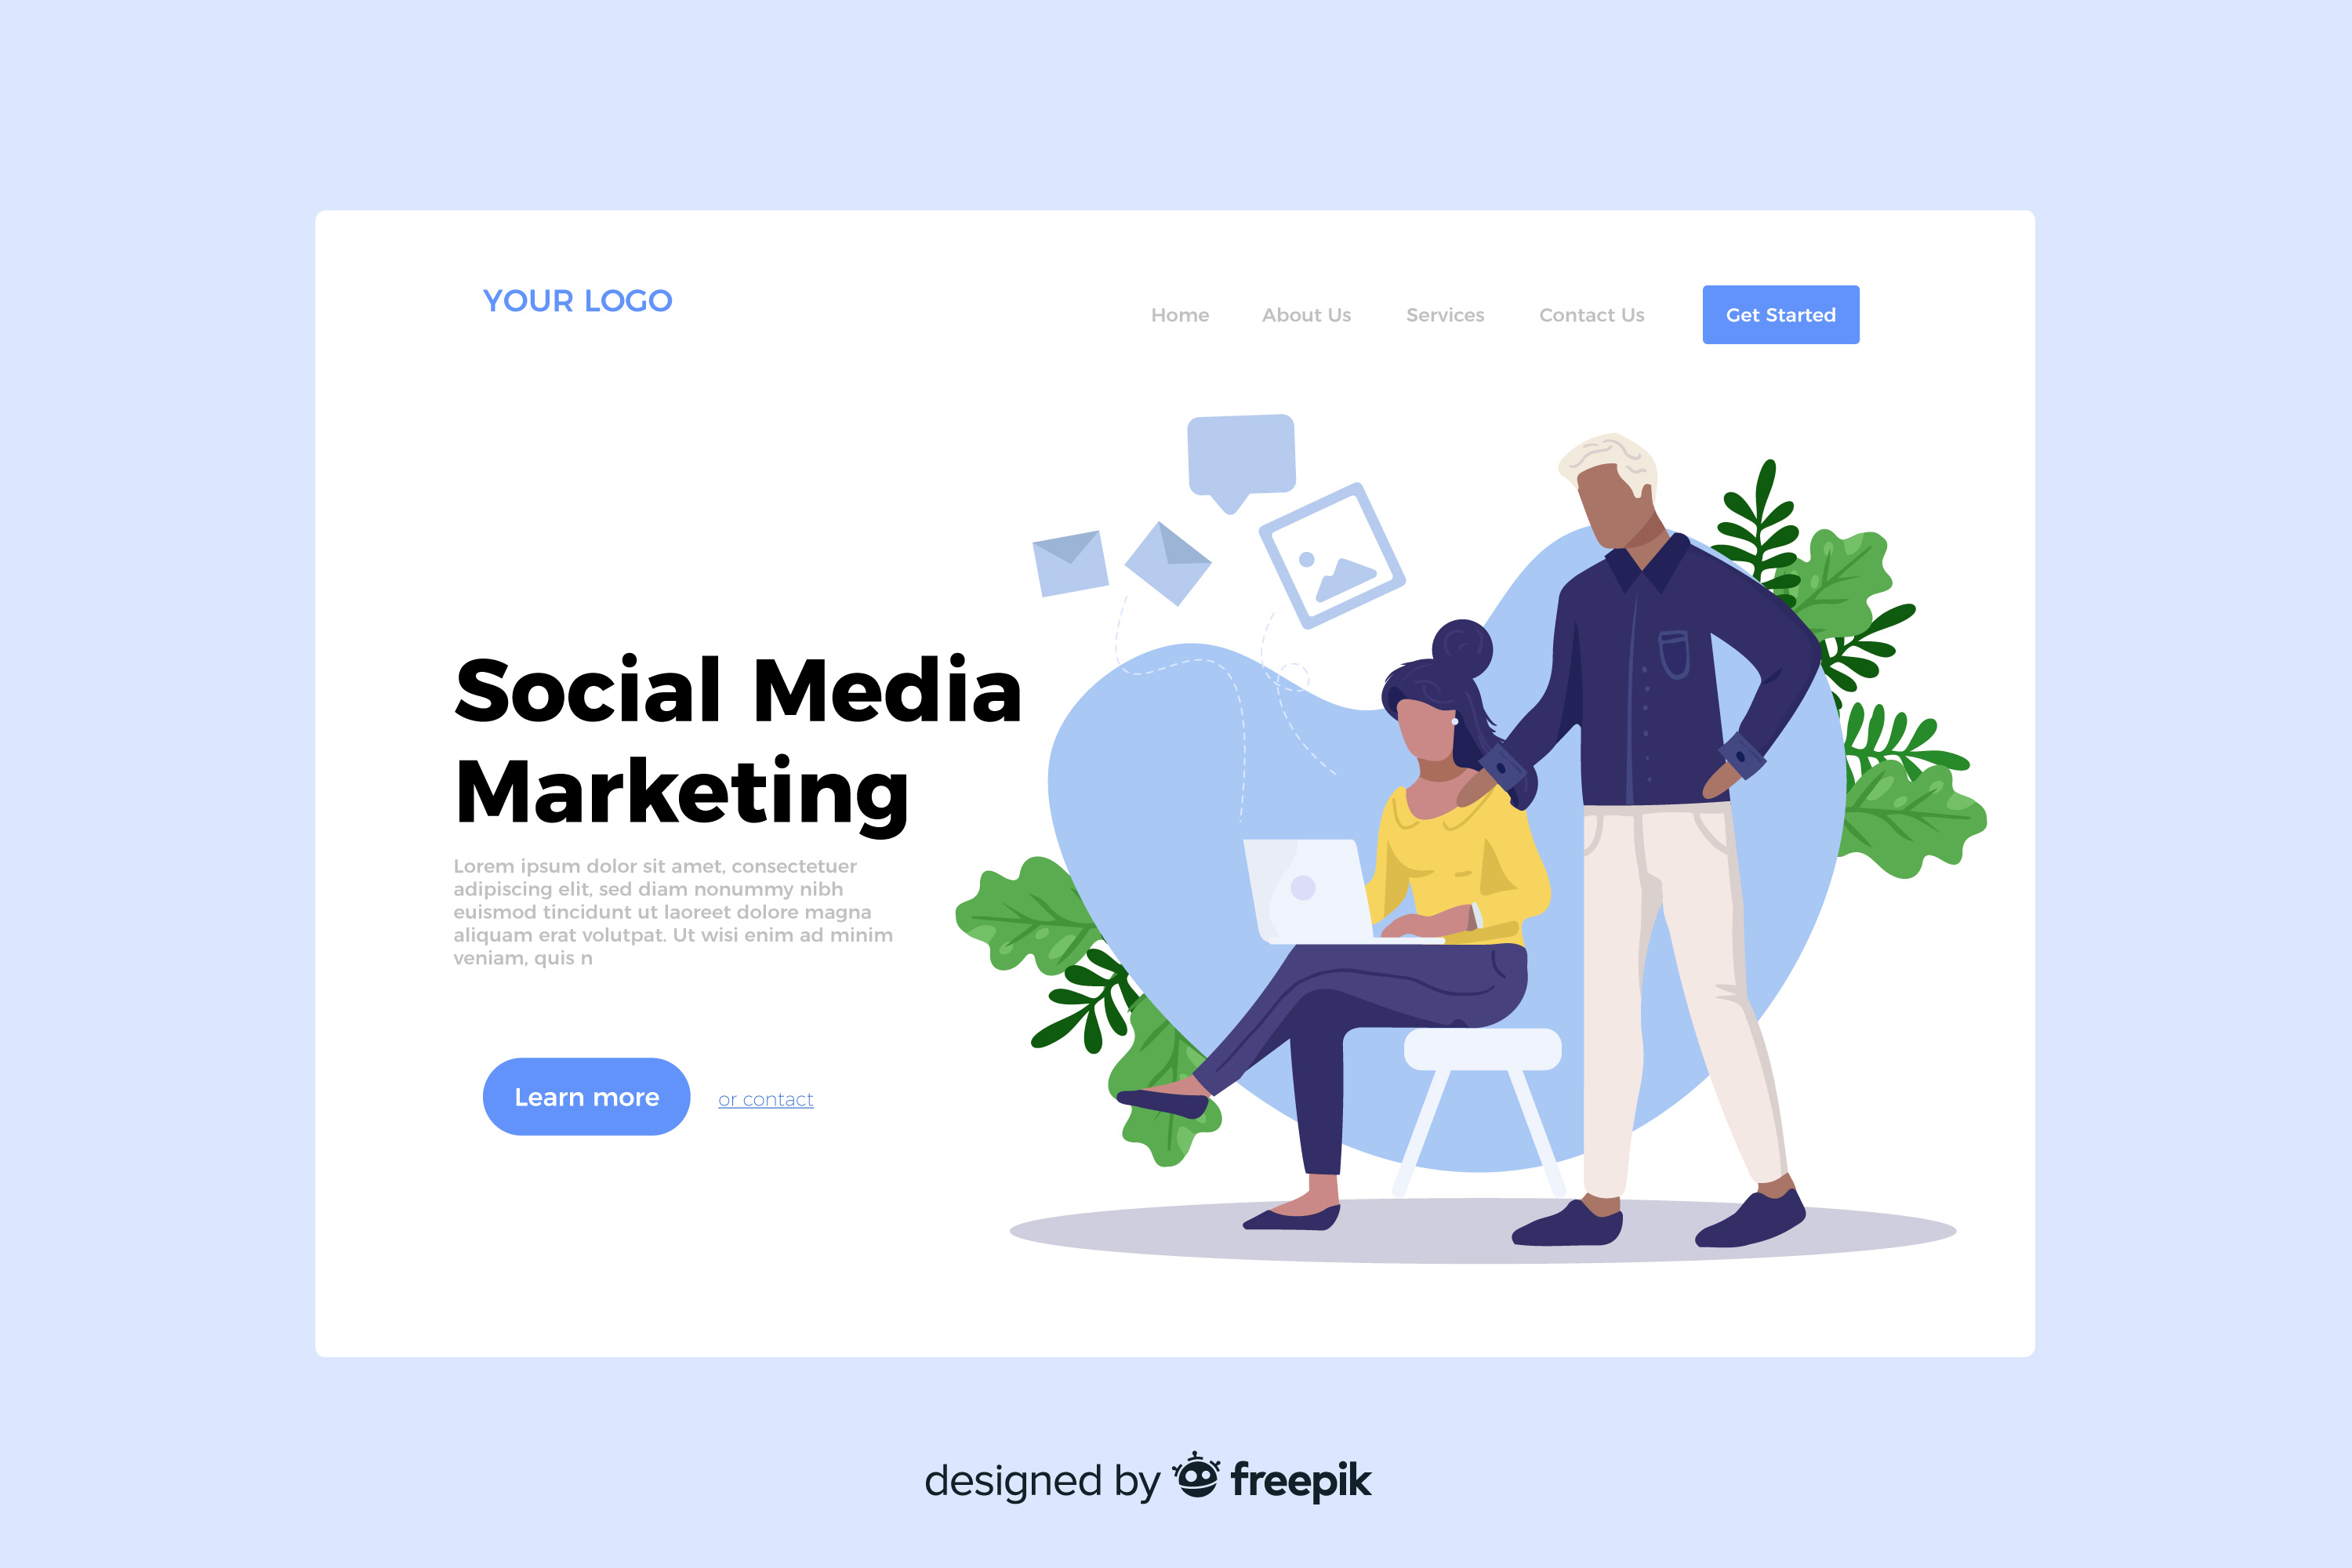 YOUR LOGO
Home About Us Services Contact Us Get Started
Social Media
Marketing
Lorem ipsum dolor sit amet, consectetuer
adipiscing elit, sed diam nonummy nibh
euismod tincidunt ut laoreet dolore magna
aliquam erat volutpat. Ut wisi enim ad minim
veniam, quis n
Learn more or contact
designed by freepik